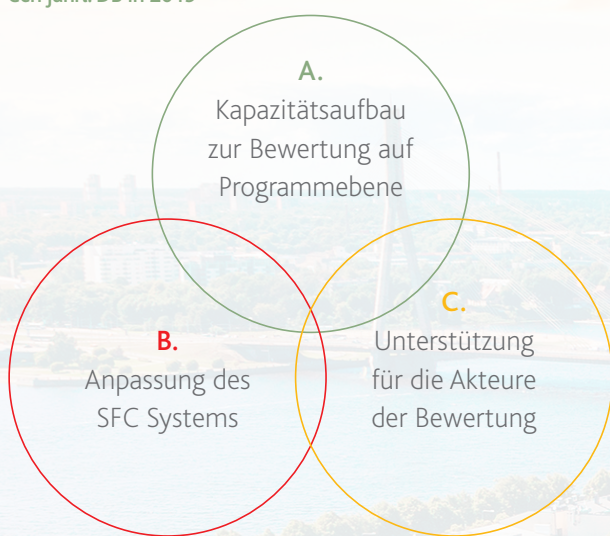 A.
Kapazitätsaufbau
zur Bewertung auf
Programmebene
B.
Anpassung des
SFC Systems
C.
Unterstützung
für die Akteure
der Bewertung